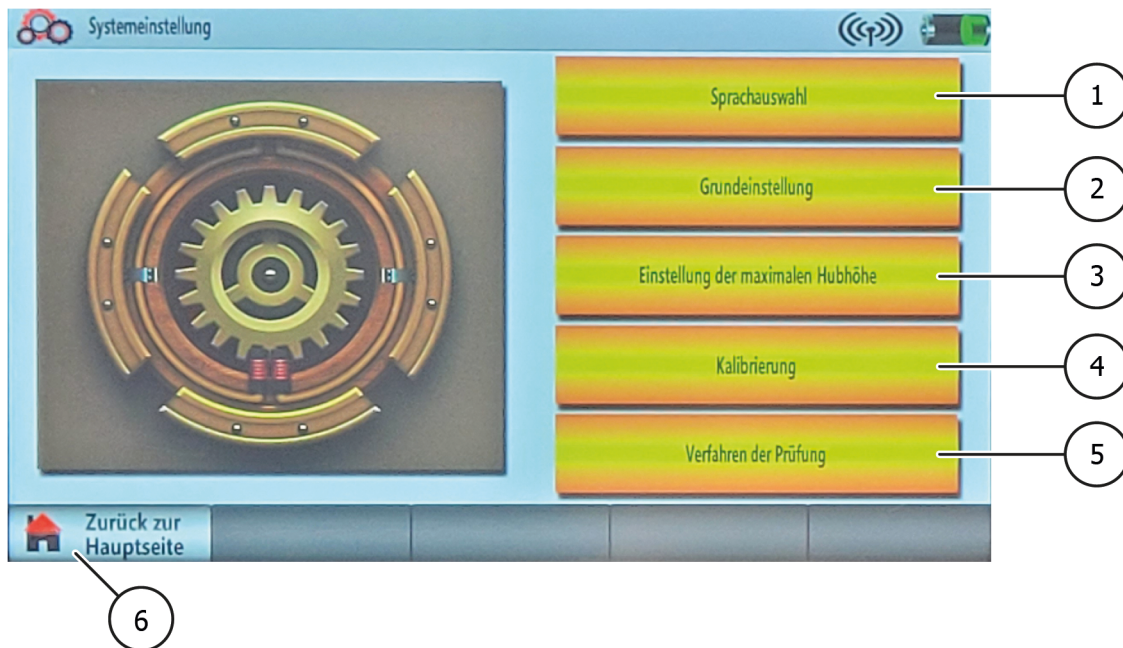 Systemeinstellung
Sprachauswahl
1
Grundeinstellung
2
Einstellung der maximalen Hubhöhe
3
Kalibrierung
4
Verfahren der Prüfung
5
Zurück zur
Hauptseite
6